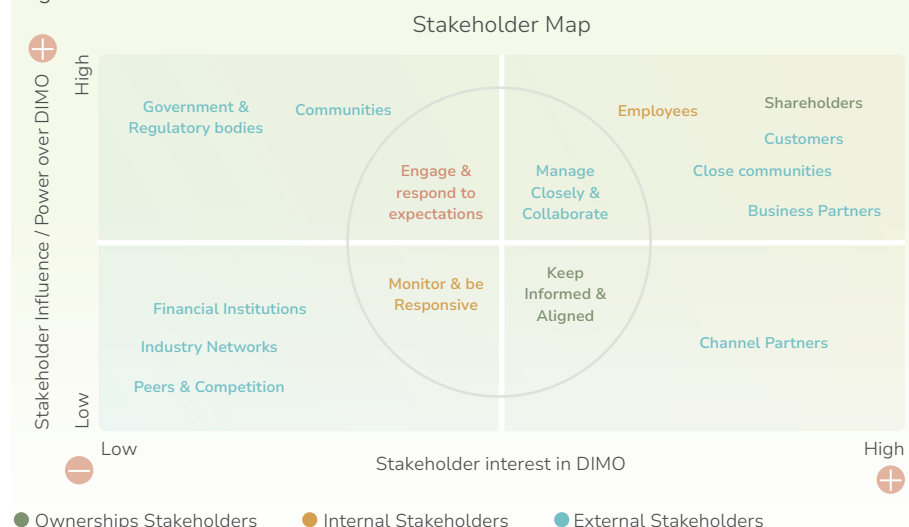 Stakeholder Map
Stakeholder Influence / Power over DIMO
High
Low
Government &
Regulatory bodies
Communities
Engage &
respond to
expectations
Employees
Shareholders
Customers
Close communities
Business Partners
Manage
Closely &
Collaborate
Financial Institutions
Industry Networks
Peers & Competition
Monitor & be
Responsive
Keep
Informed &
Aligned
Channel Partners
Low
Stakeholder interest in DIMO
High
Ownerships Stakeholders
Internal Stakeholders
External Stakeholders